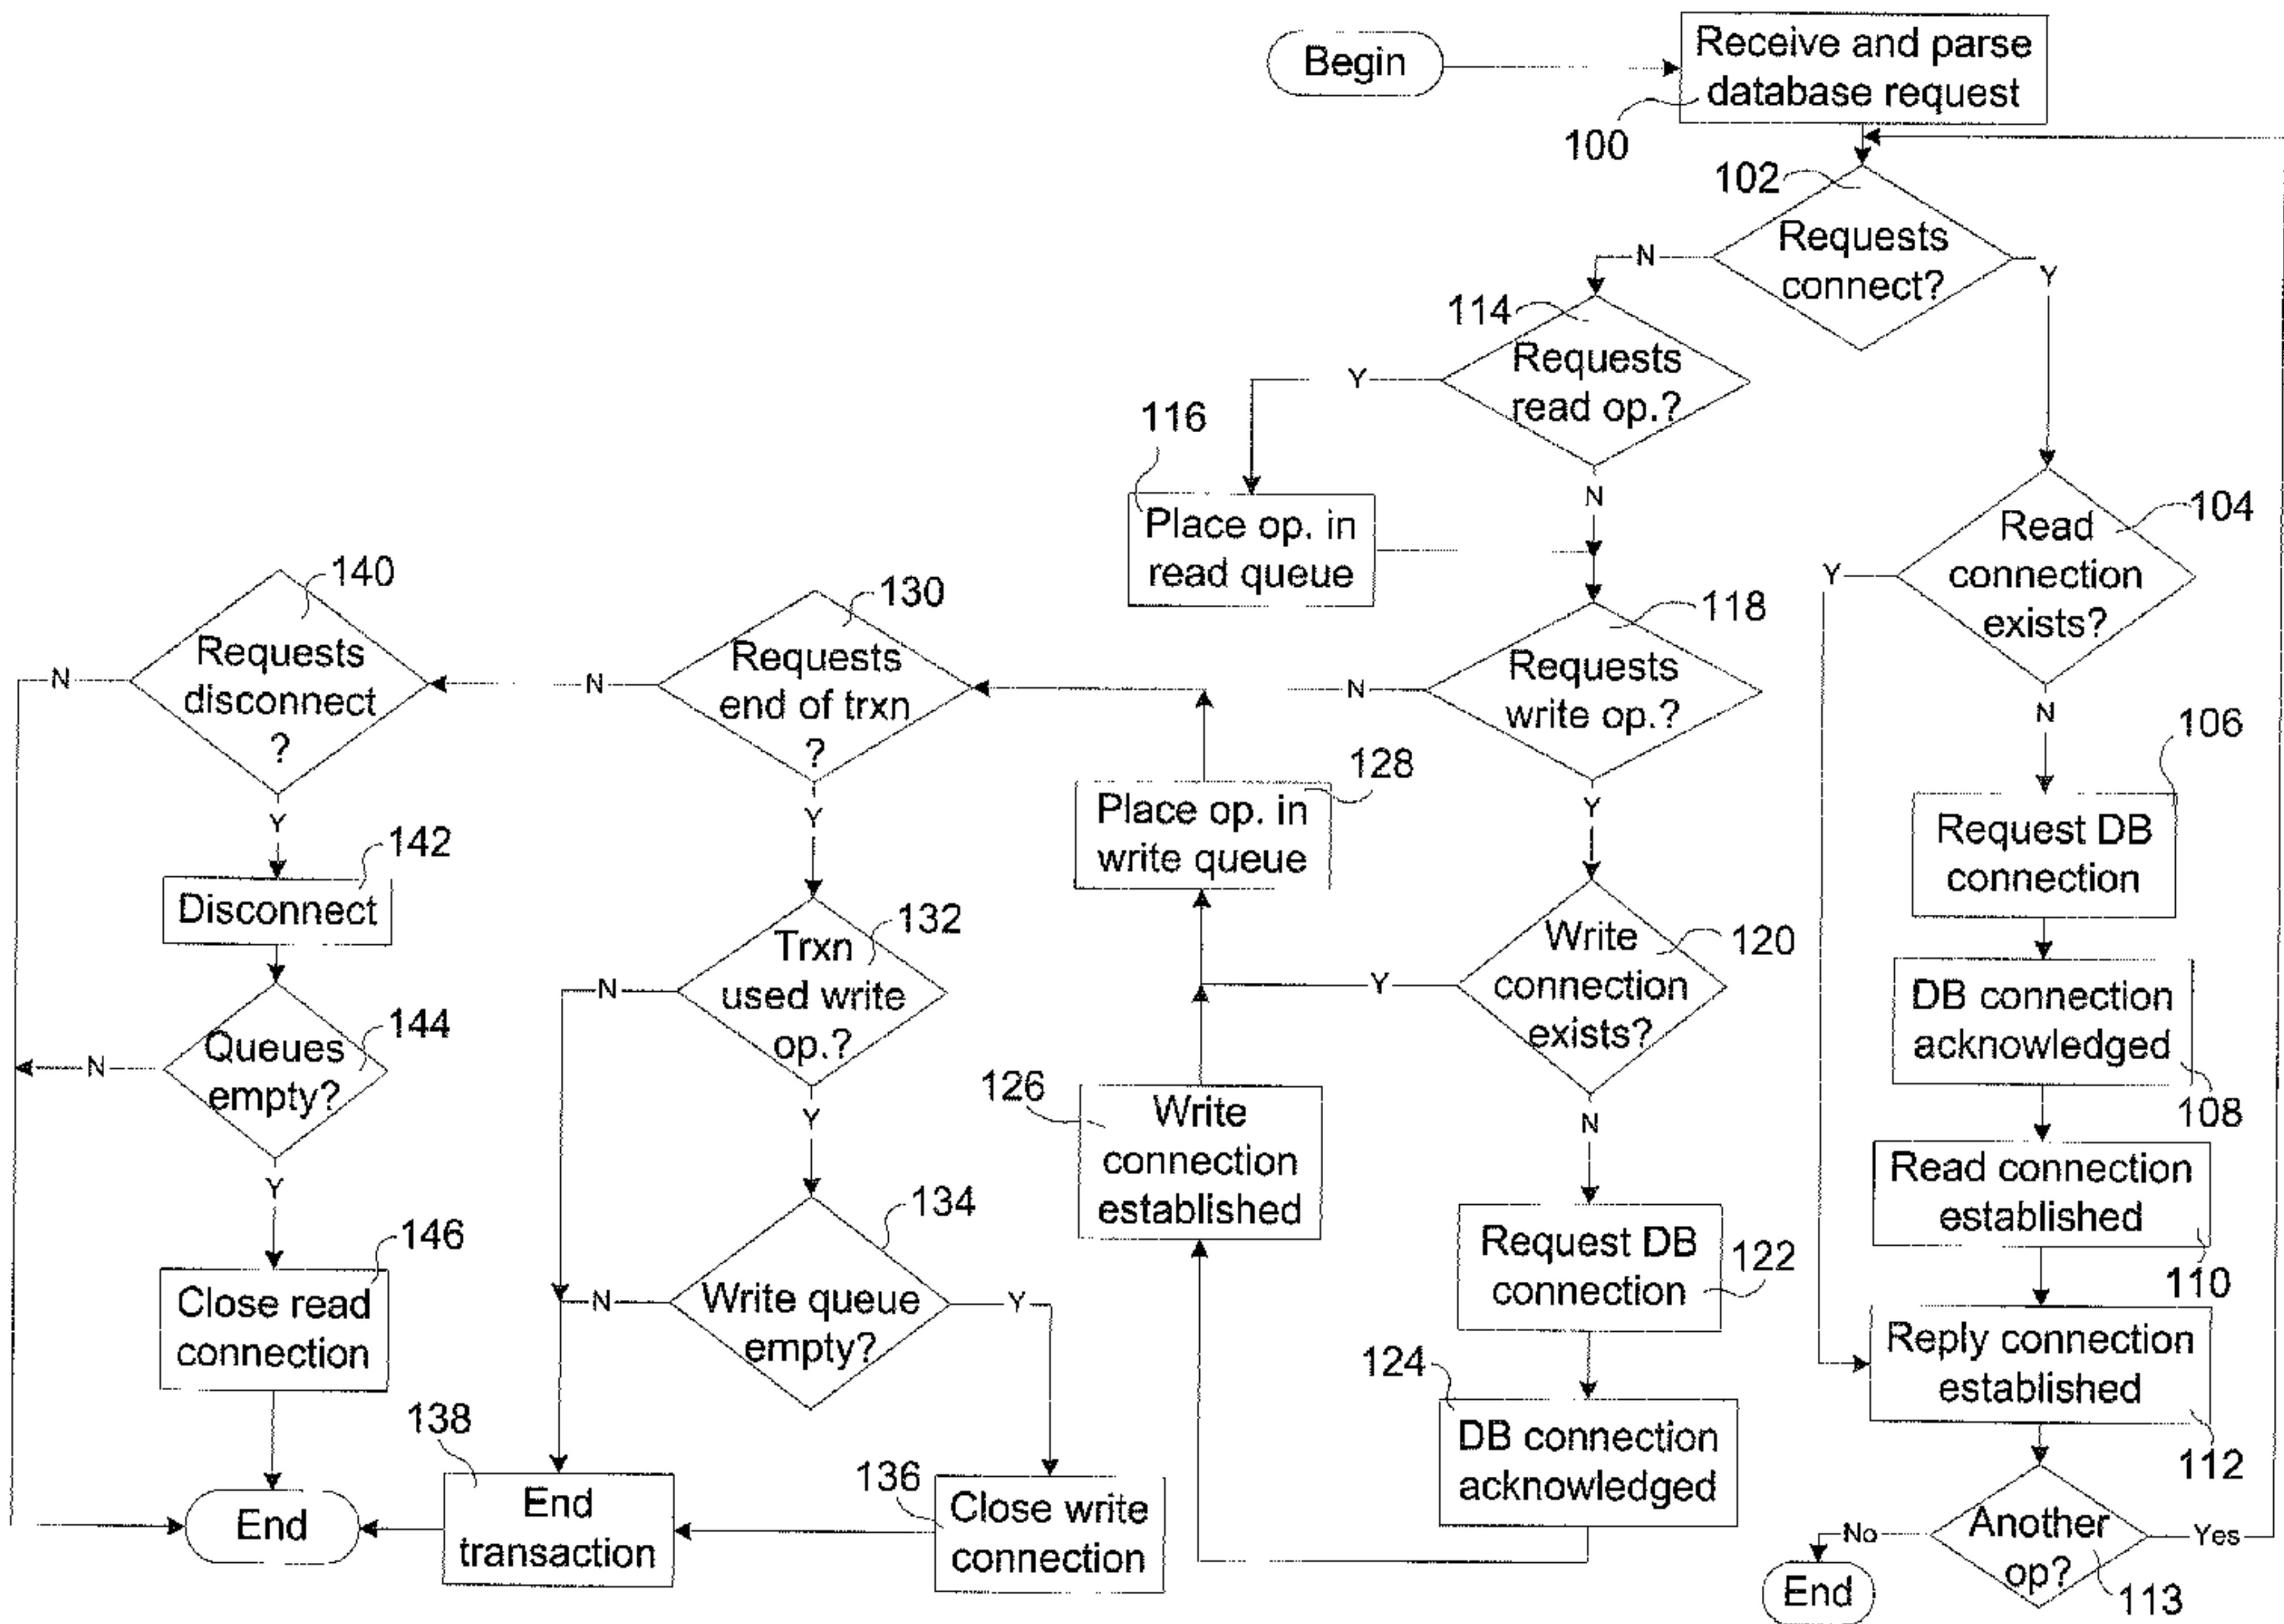 Begin
Receive and parse
database request
100
102
Requests
connect?
N
Y
114
Requests
read op.?
Y
N
116
Place op. in
read queue
104
Read
connection
exists?
Y
N
118
Requests
write op.?
N
Y
130
Requests
end of trxn
?
N
Y
140
Requests
disconnect
?
N
Y
106
Request DB
connection
128
Place op. in
write queue
142
Disconnect
132
Trxn
used write
op.?
N
Y
120
Write
connection
exists?
Y
N
DB connection
acknowledged
108
144
Queues
empty?
N
Y
126
Write
connection
established
Read connection
established
110
134
Write queue
empty?
N
Y
Request DB
connection
122
146
Close read
connection
Reply connection
established
112
124
DB connection
acknowledged
138
End
transaction
136
Close write
connection
End
Another
op?
113
No
Yes
End